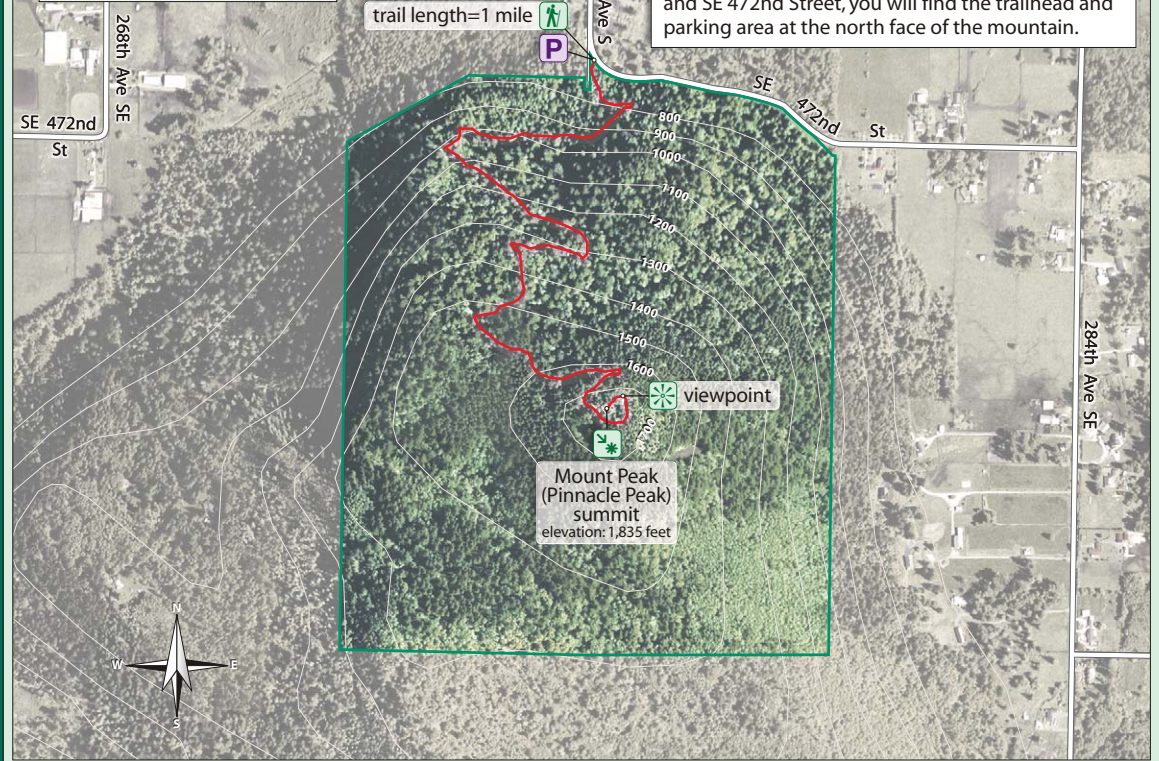 and SE 472nd Street, you will find the trailhead and
parking area at the north face of the mountain.
trail length=1 mile
P
Ave S
268th Ave SE
SE 472nd
St
SE 472nd St
800
900
1000
1100
1200
1300
1400
1500
1600
1700
viewpoint
Mount Peak
(Pinnacle Peak)
summit
elevation: 1,835 feet
284th Ave SE
N
W
E
S